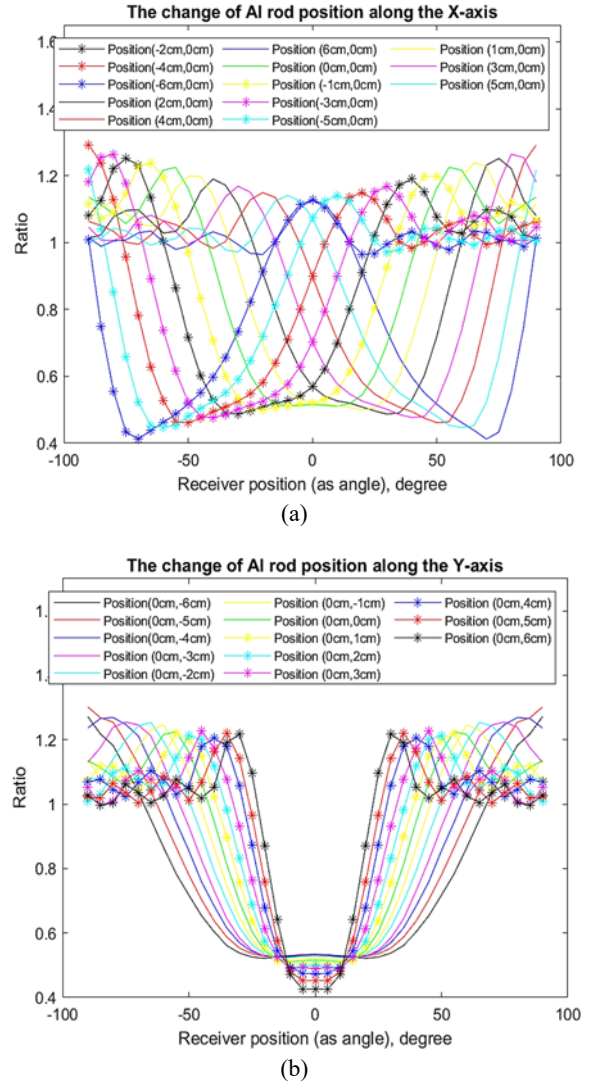 The change of Al rod position along the X-axis
1.6
Position(-2cm,0cm) Position (6cm,0cm) Position (1cm,0cm)
Position(-4cm,0cm) Position (0cm,0cm) Position (3cm,0cm)
Position(-6cm,0cm) Position (-1cm,0cm) Position (5cm,0cm)
Position (2cm,0cm) Position(-3cm,0cm)
Position (4cm,0cm) Position(-5cm,0cm)
1.4
1.2
1
0.8
0.6
0.4
Ratio
-100 -50 0 50 100
Receiver position (as angle), degree
(a)
The change of Al rod position along the Y-axis
Position(0cm,-6cm) Position (0cm,-1cm) Position (0cm,4cm)
Position(0cm,-5cm) Position (0cm,0cm) Position (0cm,5cm)
Position(0cm,-4cm) Position (0cm,1cm) Position (0cm,6cm)
Position (0cm,-3cm) Position (0cm,2cm)
Position (0cm,-2cm) Position (0cm,3cm)
1.2
1
0.8
0.6
0.4
Ratio
-100 -50 0 50 100
Receiver position (as angle), degree
(b)